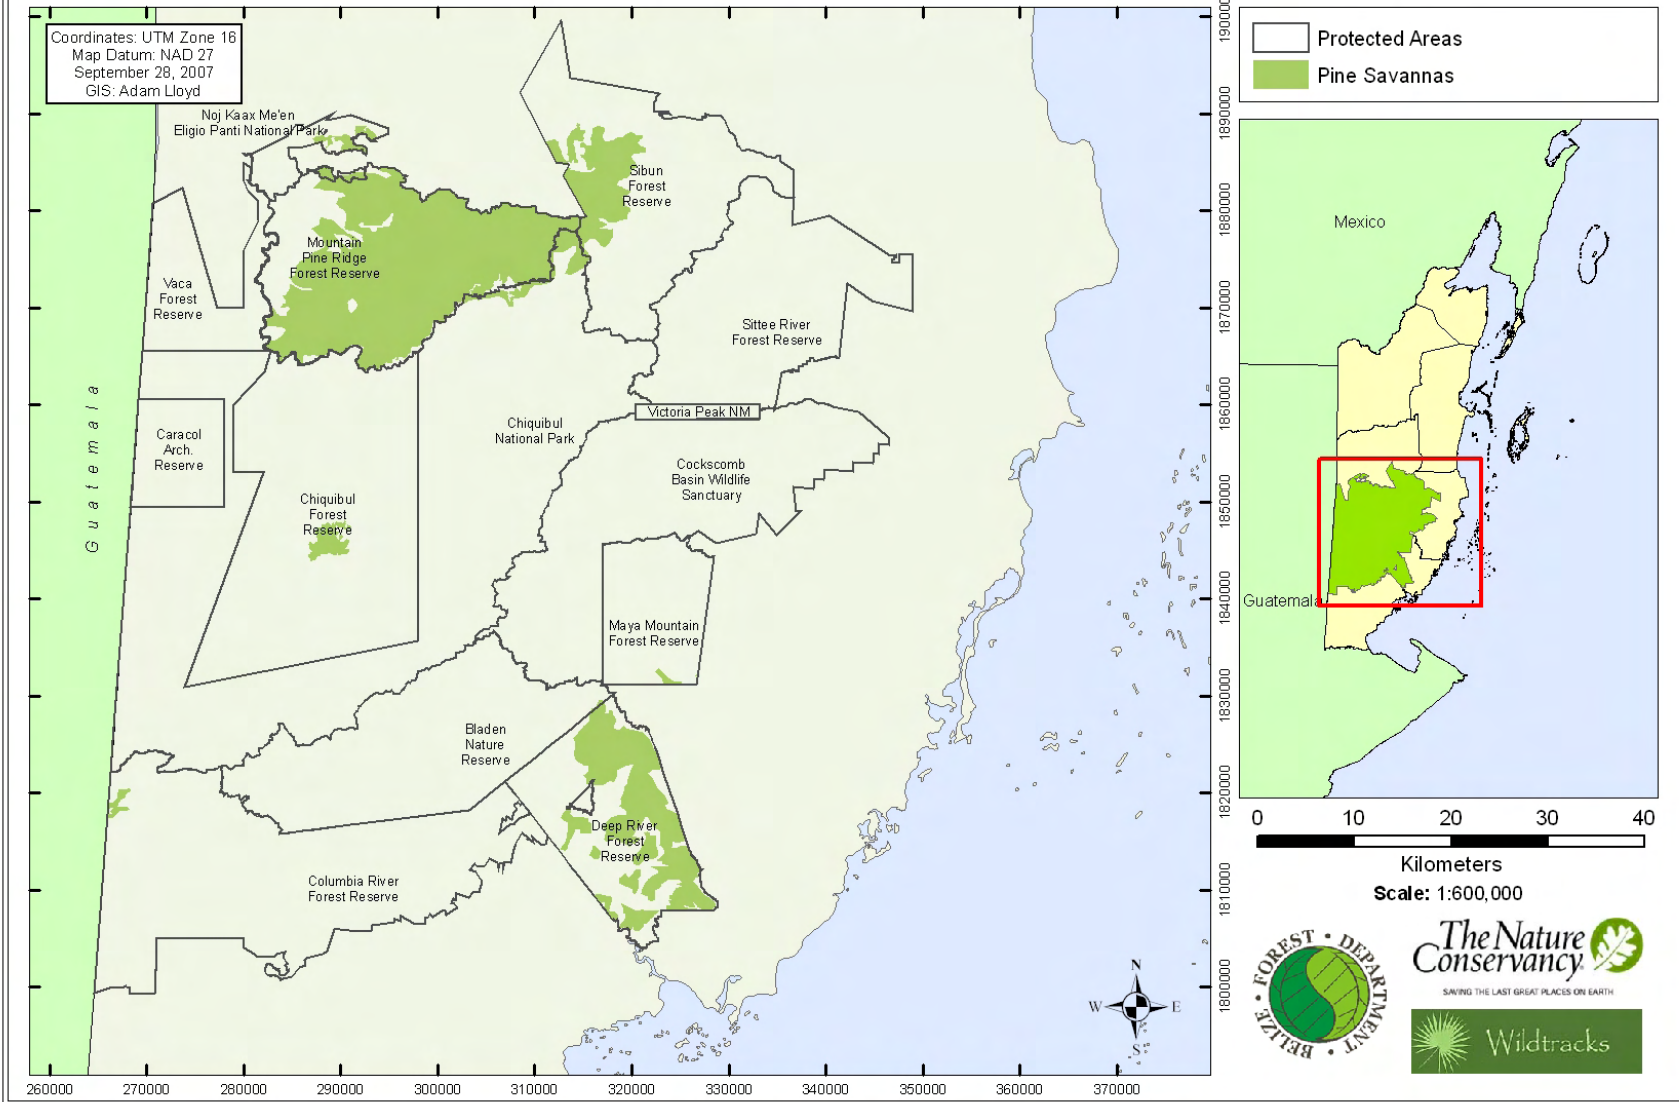 Coordinates: UTM Zone 16
Map Datum: NAD 27
September 28, 2007
GIS: Adam Lloyd
Noj Kaax Me'en
Eligio Panti National Park
Sibun
Forest
Reserve
Mountain
Pine Ridge
Forest Reserve
Vaca
Forest
Reserve
Sittee River
Forest Reserve
Guatemala
Victoria Peak NM
Chiquibul
National Park
Caracol
Arch.
Reserve
Cockscomb
Basin Wildlife
Sanctuary
Chiquibul
Forest
Reserve
Maya Mountain
Forest Reserve
Bladen
Nature
Reserve
Deep River
Forest
Reserve
Columbia River
Forest Reserve
N
W E
S
260000 270000 280000 290000 300000 310000 320000 330000 340000 350000 360000 370000
1900000
1890000
1880000
1870000
1860000
1850000
1840000
1830000
1820000
1810000
1800000
Protected Areas
Pine Savannas
Mexico
Guatemala
0 10 20 30 40
Kilometers
Scale: 1:600,000
BELIZE • FOREST • DEPARTMENT •
The Nature
Conservancy
SAVING THE LAST GREAT PLACES ON EARTH
Wildtracks